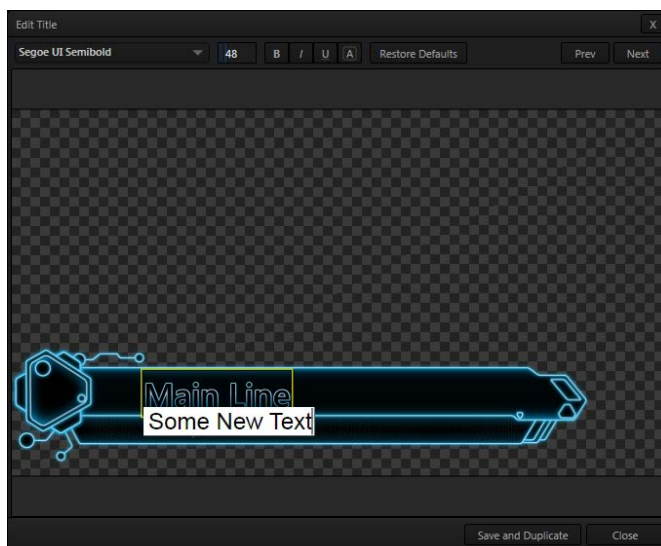 Edit Title X
Segoe UI Semibold 48 B I U A Restore Defaults Prev Next
Main Line
Some New Text
Save and Duplicate Close